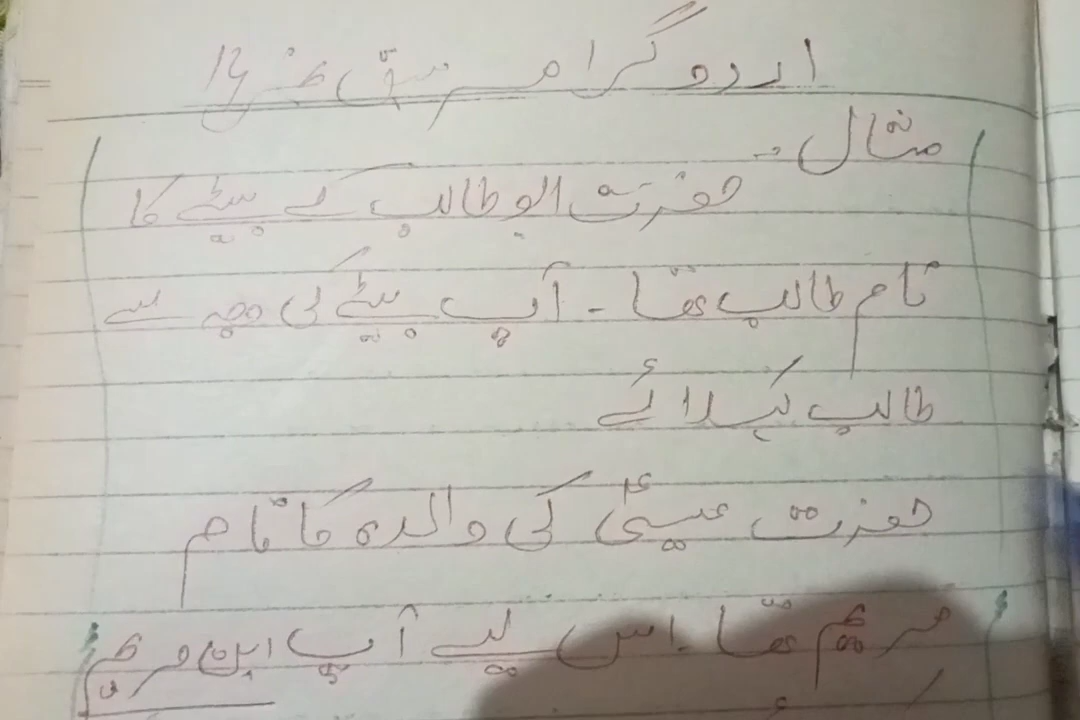 اردو گرامر سبق نمبر 14
مثال :-
حضرت ابو طالب کے بیٹے کا
نام طالب تھا ۔ آپ بیٹے کی وجہ سے
طالب کہلائے
حضرت عیسیٰ کی والدہ کا نام
مریم تھا ۔ اس لیے آپ ابن مریم